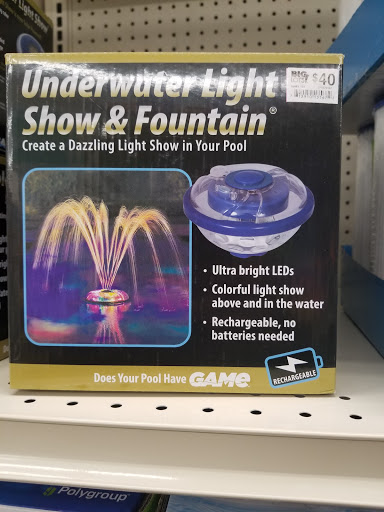 Underwater Light
Show & Fountain®
Create a Dazzling Light Show in Your Pool
BIG
LOTS
$40
• Ultra bright LEDs
• Colorful light show
above and in the water
• Rechargeable, no
batteries needed
Does Your Pool Have GAME®
RECHARGEABLE
Polygroup